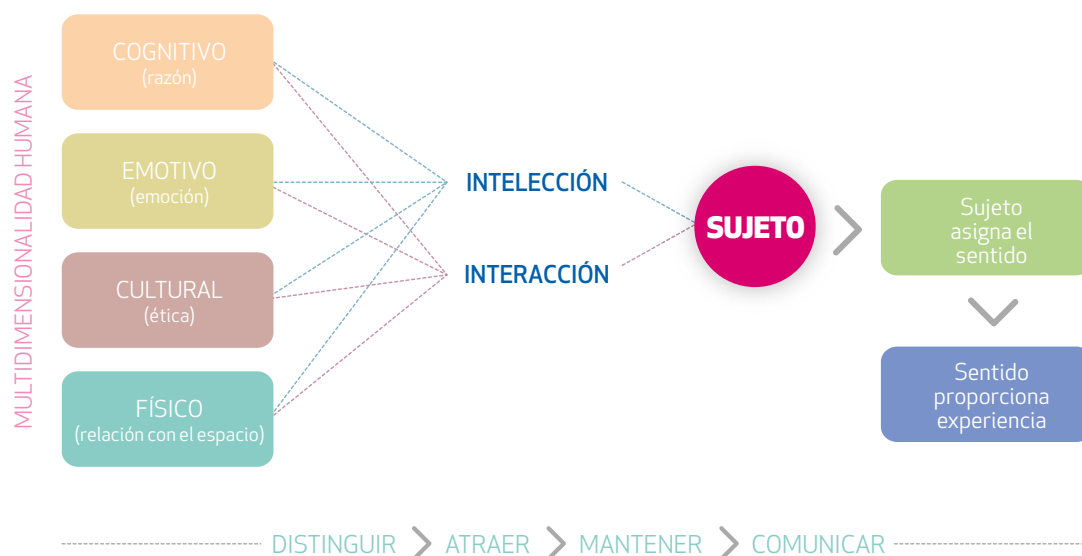 MULTIDIMENSIONALIDAD HUMANA
COGNITIVO
(razón)
EMOTIVO
(emoción)
CULTURAL
(ética)
FÍSICO
(relación con el espacio)
INTELECCIÓN
INTERACCIÓN
SUJETO
Sujeto
asigna el
sentido
Sentido
proporciona
experiencia
DISTINGUIR ATRAER MANTENER COMUNICAR